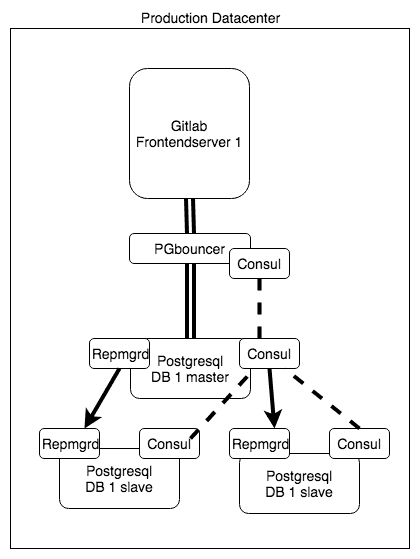 Production Datacenter
Gitlab
Frontendserver 1
PGbouncer
Consul
Repmgrd
Postgresql
DB 1 master
Consul
Repmgrd
Consul
Postgresql
DB 1 slave
Repmgrd
Consul
Postgresql
DB 1 slave